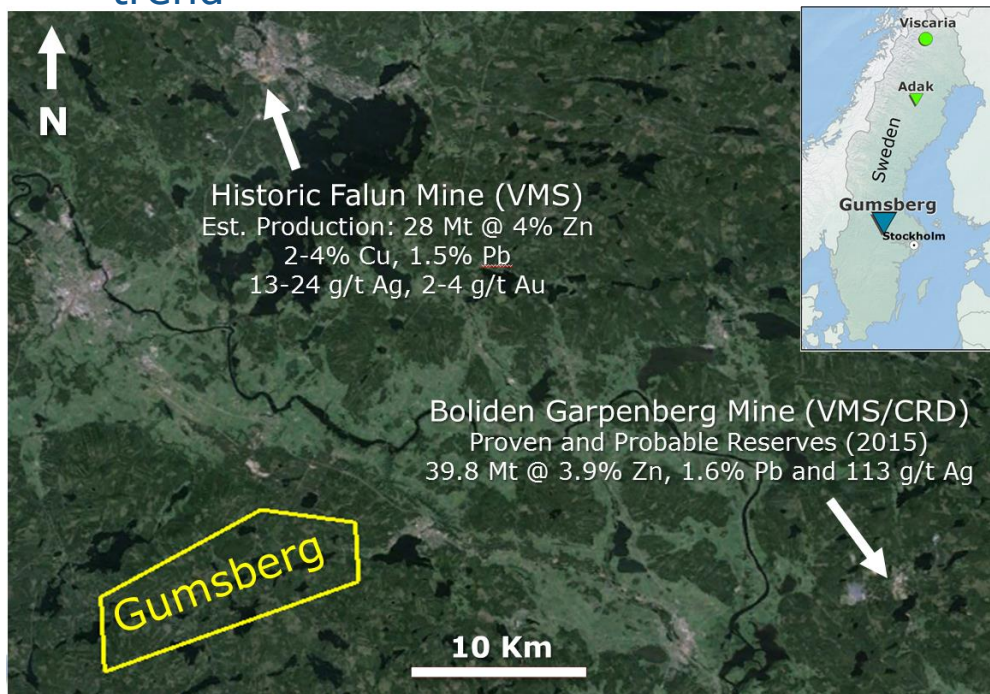 trend
N
Historic Falun Mine (VMS)
Est. Production: 28 Mt @ 4% Zn
2-4% Cu, 1.5% Pb
13-24 g/t Ag, 2-4 g/t Au
Viscaria
Adak
Sweden
Gumsberg
Stockholm
Boliden Garpenberg Mine (VMS/CRD)
Proven and Probable Reserves (2015)
39.8 Mt @ 3.9% Zn, 1.6% Pb and 113 g/t Ag
Gumsberg
10 Km